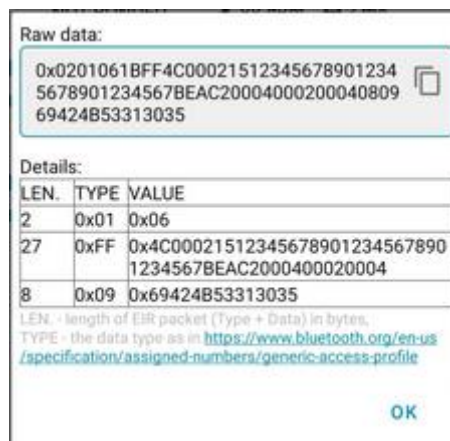 Raw data:
0x0201061BFF4C00021512345678901234
5678901234567BEAC20004000200040809
69424B53313035
Details:
LEN. TYPE VALUE
2 0x01 0x06
27 0xFF 0x4C00021512345678901234567890
1234567BEAC2000400020004
8 0x09 0x69424B53313035
LEN. - length of EIR packet (Type + Data) in bytes,
TYPE - the data type as in https://www.bluetooth.org/en-us
/specification/assigned-numbers/generic-access-profile
OK